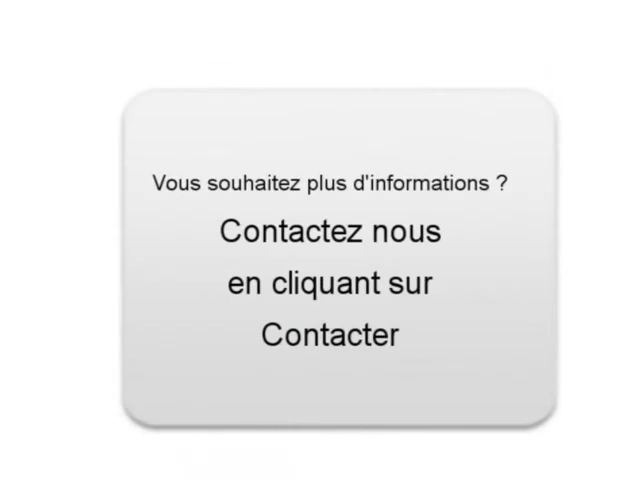 Vous souhaitez plus d'informations ?
Contactez nous
en cliquant sur
Contacter